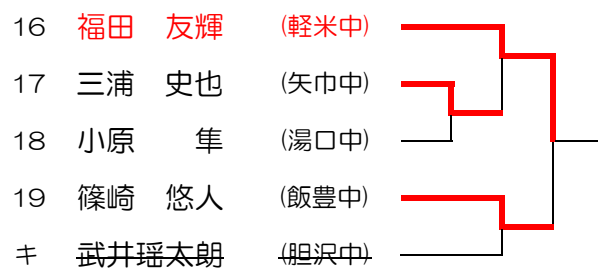 16 福田 友輝 (軽米中)
17 三浦 史也 (矢巾中)
18 小原 隼 (湯口中)
19 篠崎 悠人 (飯豊中)
キ 武井瑶太朗 (胆沢中)